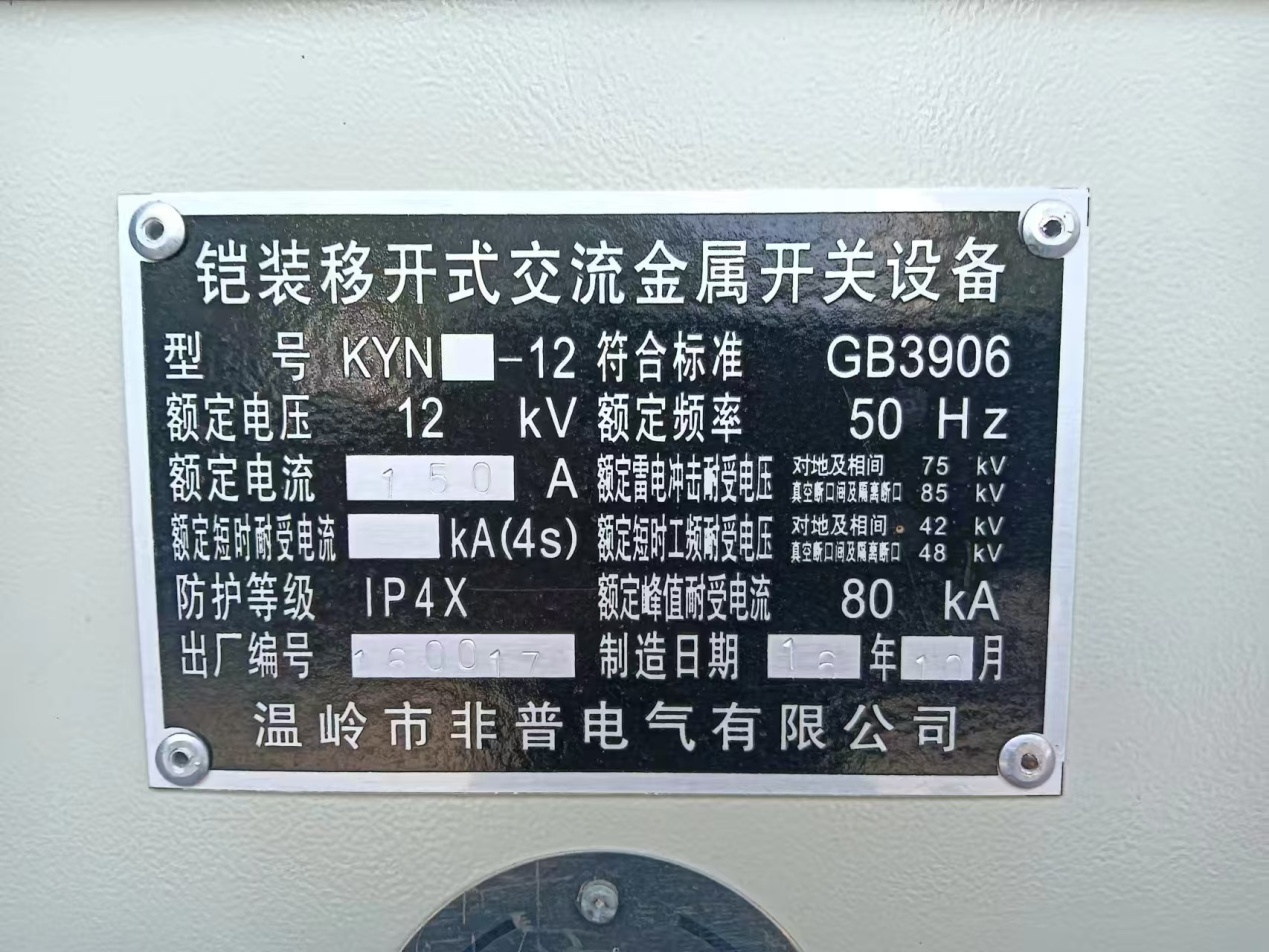 铠装移开式交流金属开关设备
型 号 KYN -12 符合标准 GB3906
额定电压 12 kV 额定频率 50 Hz
额定电流 150 A 额定雷电冲击耐受电压 对地及相间 75 kV
真空断口间及隔离断口 85 kV
额定短时耐受电流 kA(4s) 额定短时工频耐受电压 对地及相间 42 kV
真空断口间及隔离断口 48 kV
防护等级 IP4X 额定峰值耐受电流 80 kA
出厂编号 160017 制造日期 16 年 月
温岭市非普电气有限公司